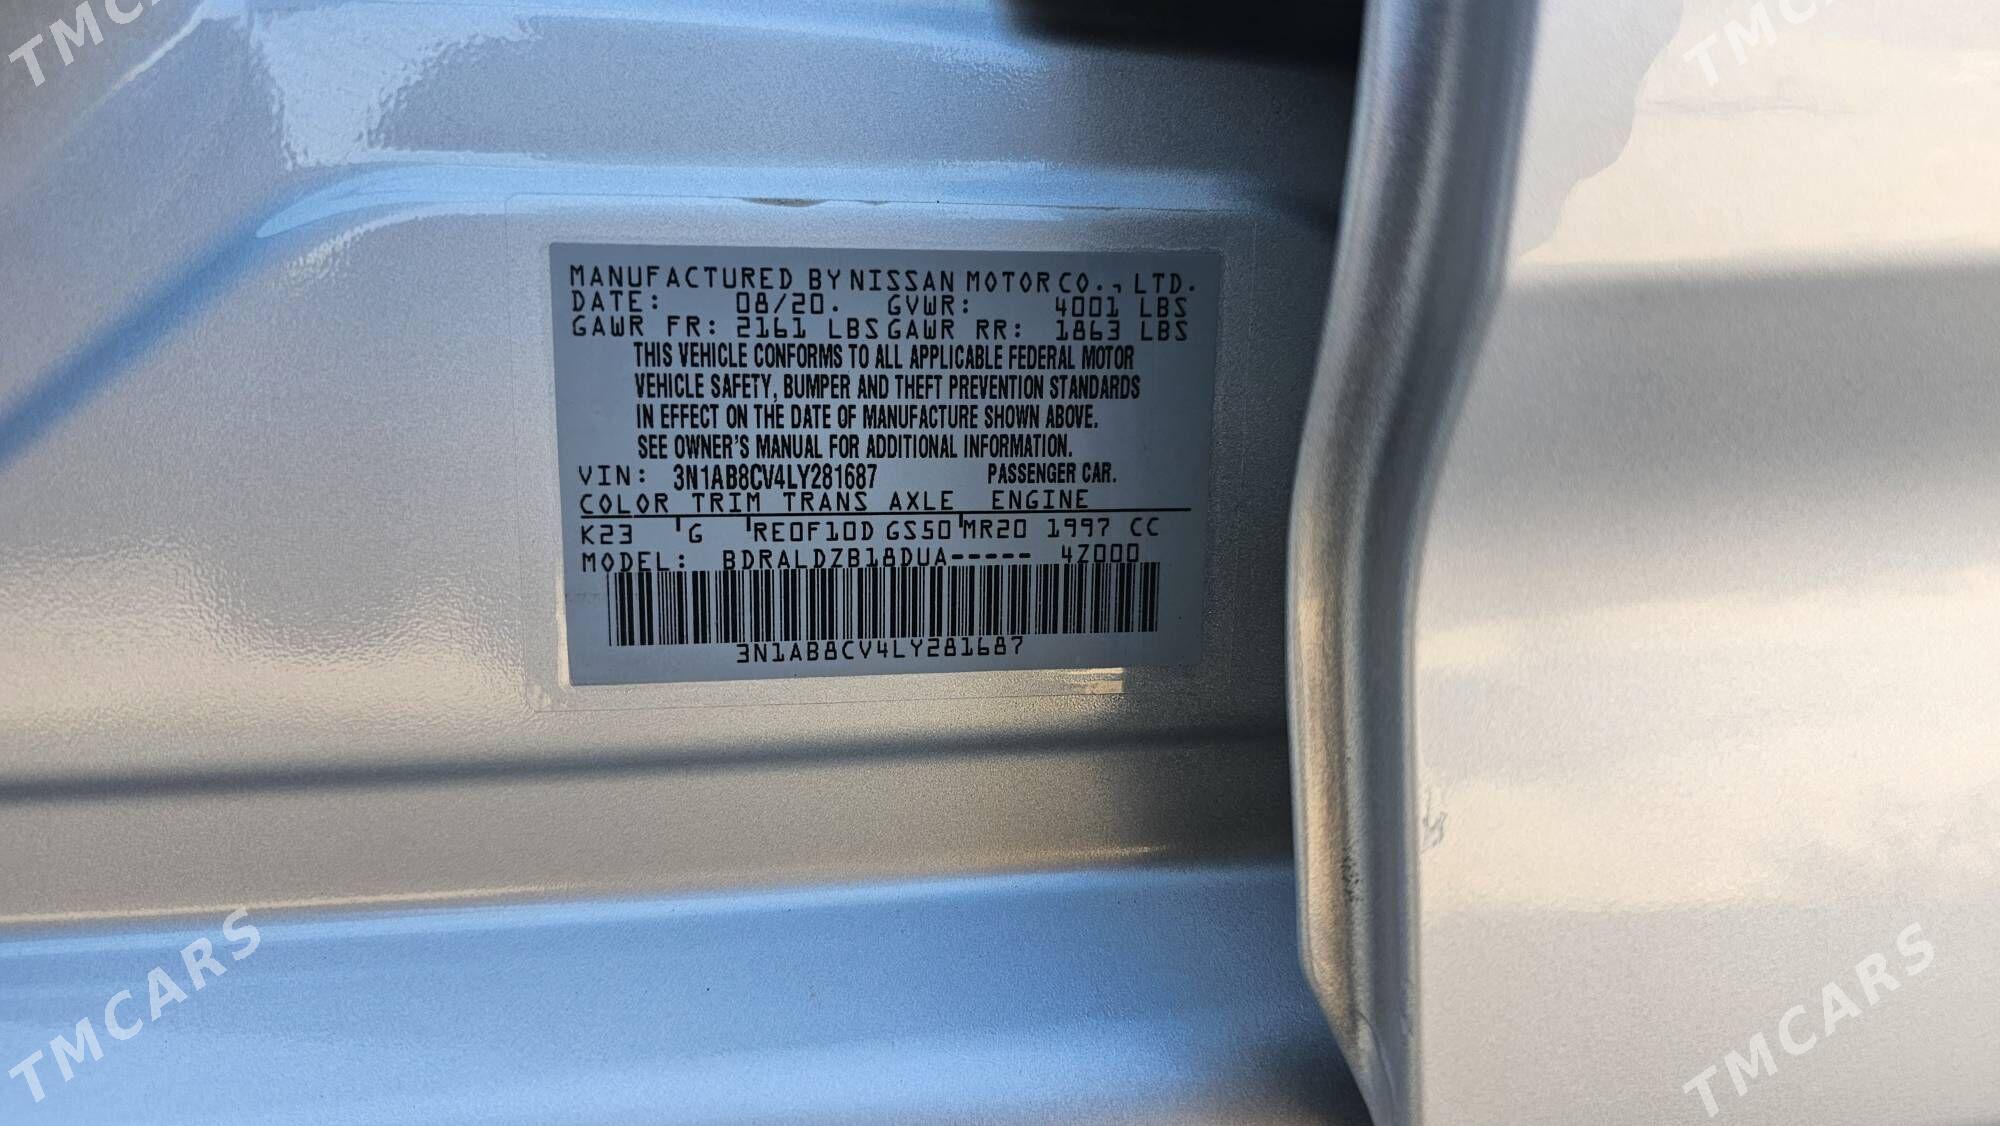 TMCARS
TMCARS
MANUFACTURED BY NISSAN MOTOR CO., LTD.
DATE: 08/20. GVWR: 4001 LBS
GAWR FR: 2161 LBS GAWR RR: 1863 LBS
THIS VEHICLE CONFORMS TO ALL APPLICABLE FEDERAL MOTOR
VEHICLE SAFETY, BUMPER AND THEFT PREVENTION STANDARDS
IN EFFECT ON THE DATE OF MANUFACTURE SHOWN ABOVE.
SEE OWNER'S MANUAL FOR ADDITIONAL INFORMATION.
VIN: 3N1AB8CV4LY281687 PASSENGER CAR.
COLOR TRIM TRANS AXLE ENGINE
K23 G RE0F10D GS50 MR20 1997 CC
MODEL: BDRALDZB18DUA----- 4Z000
3N1AB8CV4LY281687
TMCARS
TMCARS